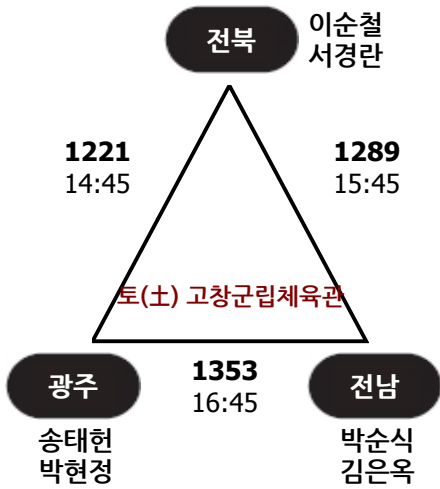 전북
이순철
서경란
1221
14:45
1289
15:45
토(土) 고창군립체육관
광주
1353
16:45
전남
송태헌
박현정
박순식
김은옥